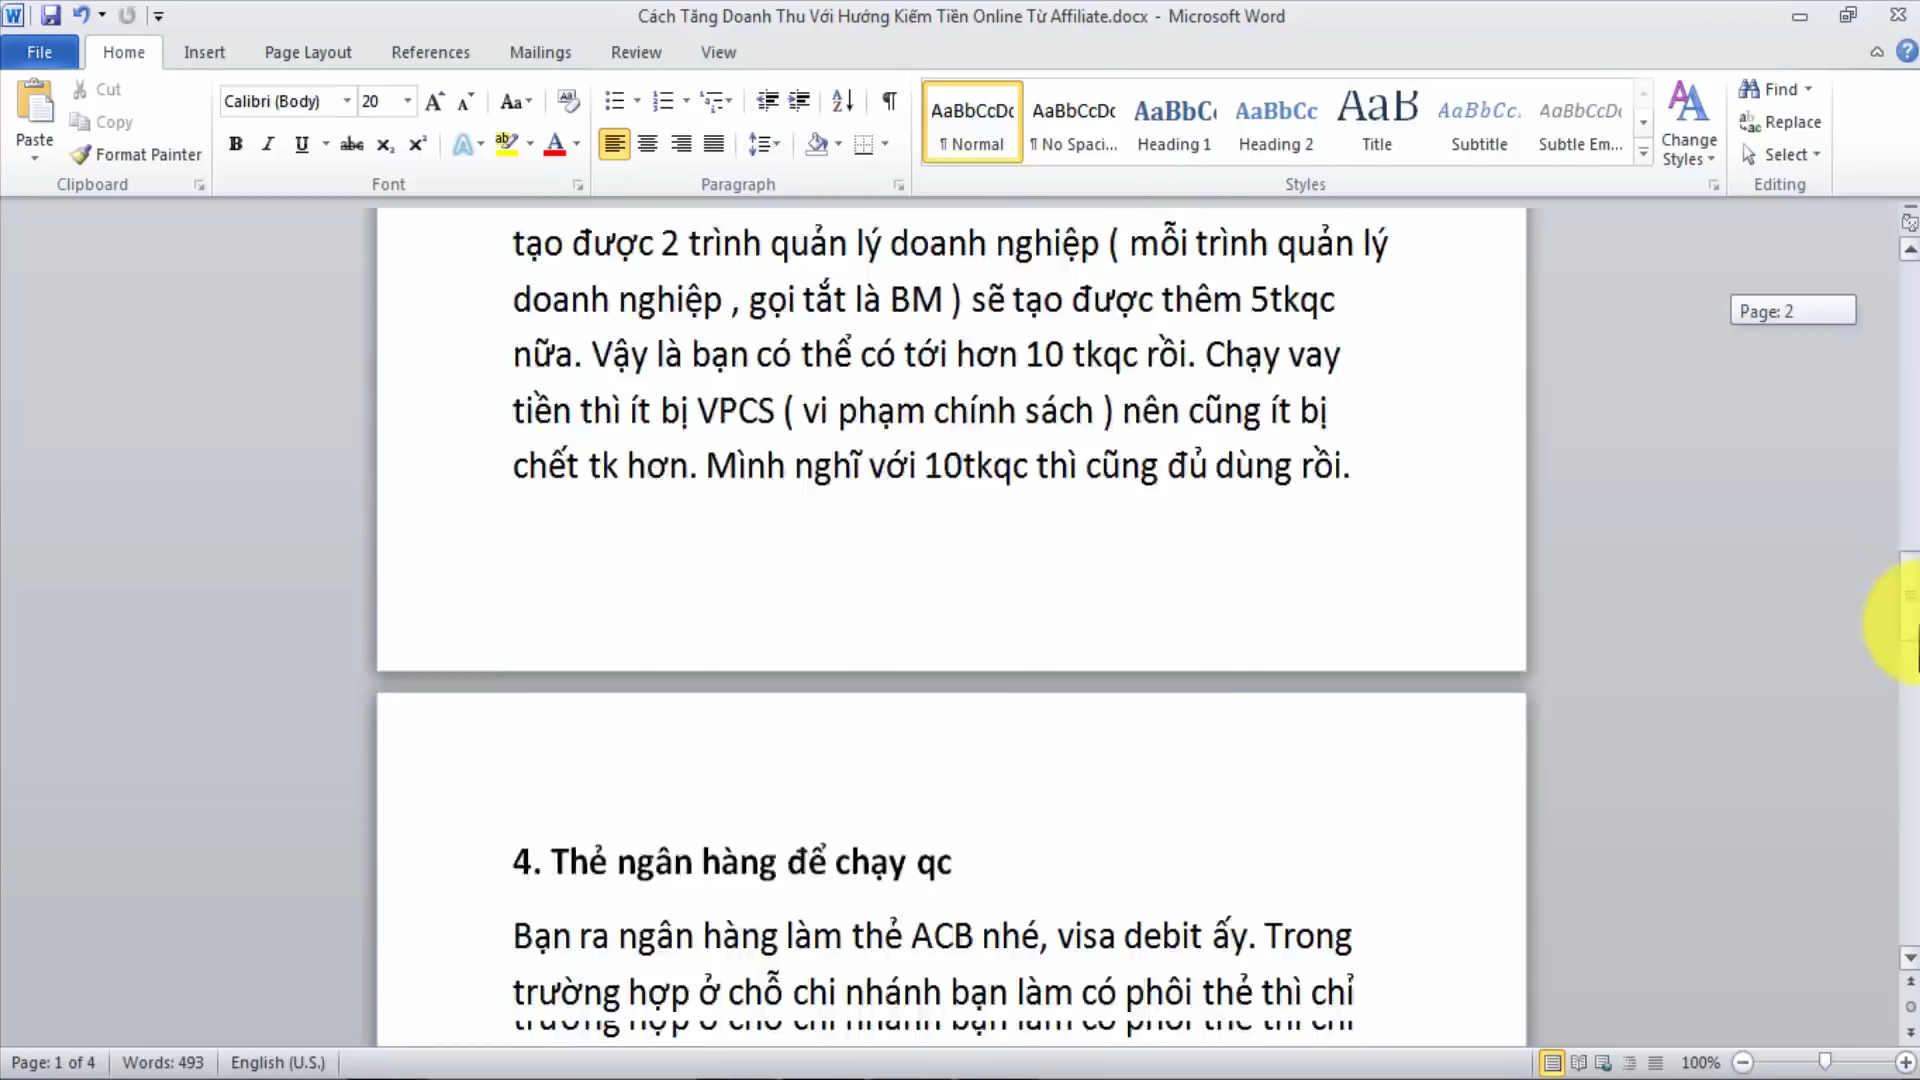 Cách Tăng Doanh Thu Với Hướng Kiếm Tiền Online Từ Affiliate.docx - Microsoft Word
File Home Insert Page Layout References Mailings Review View
Paste
Cut
Copy
Format Painter
Clipboard
Calibri (Body) 20
Font
Paragraph
AaBbCcDc AaBbCcDc AaBbC AaBbCc AaB AaBbCc. AaBbCcDc
¶ Normal ¶ No Spaci... Heading 1 Heading 2 Title Subtitle Subtle Em...
Styles
Change Styles
Find
Replace
Select
Editing
tạo được 2 trình quản lý doanh nghiệp ( mỗi trình quản lý
doanh nghiệp , gọi tắt là BM ) sẽ tạo được thêm 5tkqc
nữa. Vậy là bạn có thể có tới hơn 10 tkqc rồi. Chạy vay
tiền thì ít bị VPCS ( vi phạm chính sách ) nên cũng ít bị
chết tk hơn. Mình nghĩ với 10tkqc thì cũng đủ dùng rồi.
Page: 2
4. Thẻ ngân hàng để chạy qc
Bạn ra ngân hàng làm thẻ ACB nhé, visa debit ấy. Trong
trường hợp ở chỗ chi nhánh bạn làm có phôi thẻ thì chỉ
Page: 1 of 4 Words: 493 English (U.S.) 100%